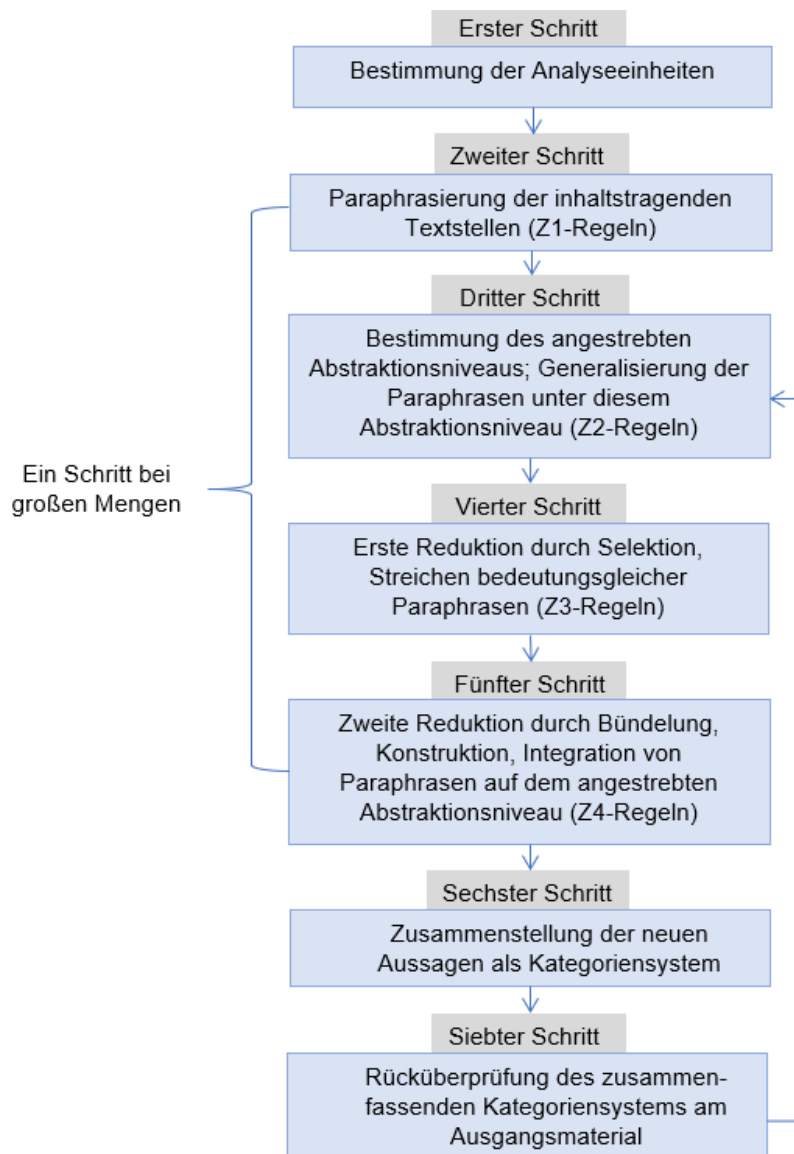 Erster Schritt
Bestimmung der Analyseeinheiten
Zweiter Schritt
Paraphrasierung der inhaltstragenden
Textstellen (Z1-Regeln)
Dritter Schritt
Bestimmung des angestrebten
Abstraktionsniveaus; Generalisierung der
Paraphrasen unter diesem
Abstraktionsniveau (Z2-Regeln)
Ein Schritt bei
großen Mengen
Vierter Schritt
Erste Reduktion durch Selektion,
Streichen bedeutungsgleicher
Paraphrasen (Z3-Regeln)
Fünfter Schritt
Zweite Reduktion durch Bündelung,
Konstruktion, Integration von
Paraphrasen auf dem angestrebten
Abstraktionsniveau (Z4-Regeln)
Sechster Schritt
Zusammenstellung der neuen
Aussagen als Kategoriensystem
Siebter Schritt
Rücküberprüfung des zusammen-
fassenden Kategoriensystems am
Ausgangsmaterial